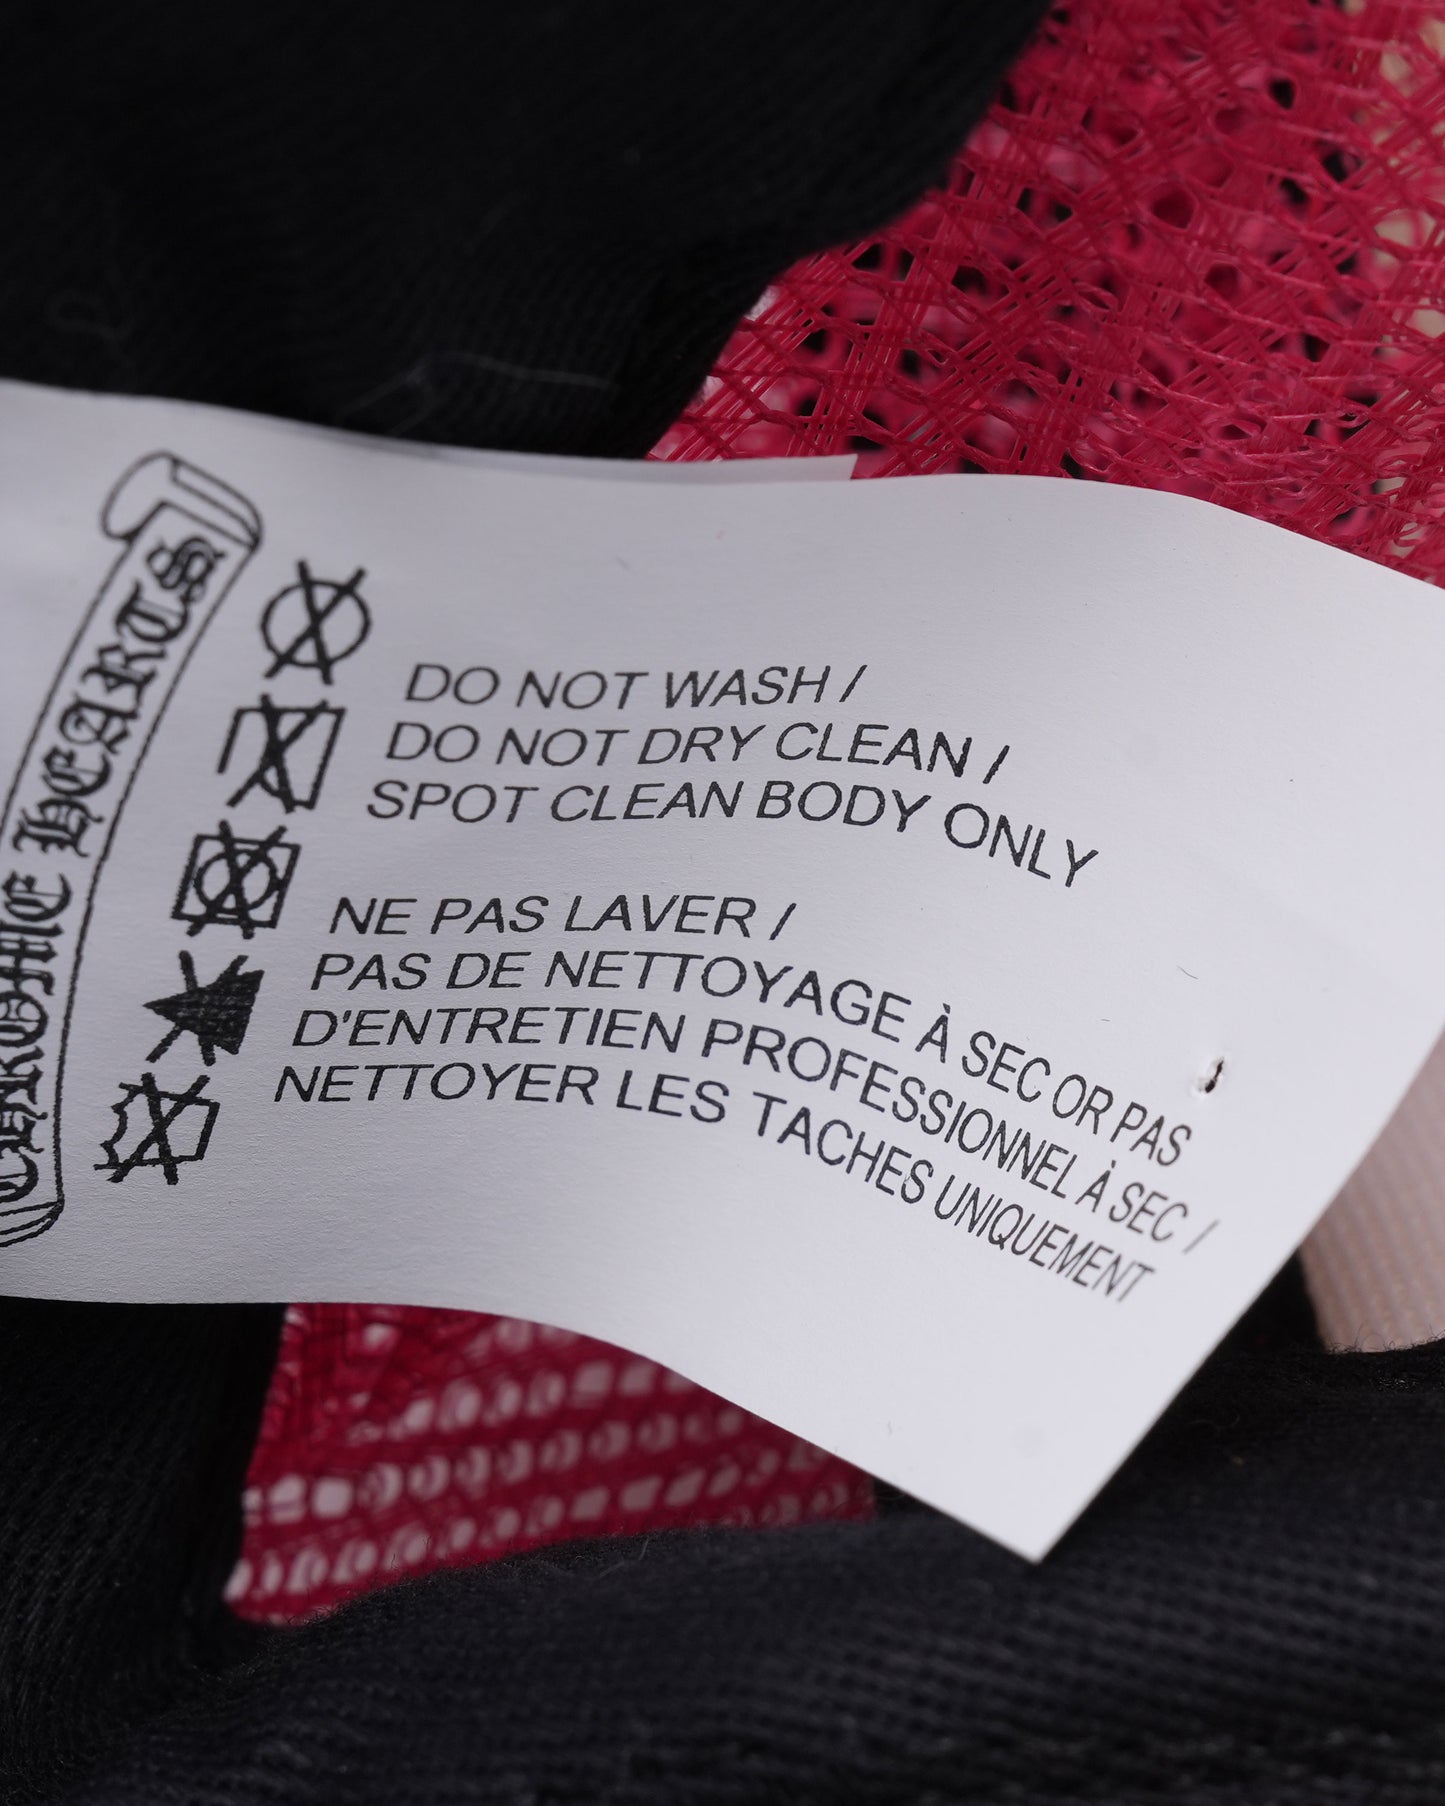 CHROME HEARTS
DO NOT WASH /
DO NOT DRY CLEAN /
SPOT CLEAN BODY ONLY
NE PAS LAVER /
PAS DE NETTOYAGE À SEC OR PAS
D'ENTRETIEN PROFESSIONNEL À SEC /
NETTOYER LES TACHES UNIQUEMENT